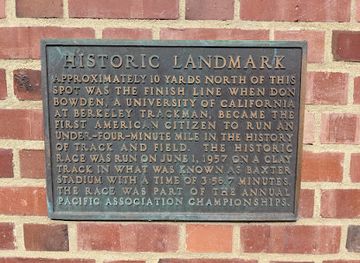 HISTORIC LANDMARK
APPROXIMATELY 10 YARDS NORTH OF THIS
SPOT WAS THE FINISH LINE WHEN DON
BOWDEN, A UNIVERSITY OF CALIFORNIA
AT BERKELEY TRACKMAN, BECAME THE
FIRST AMERICAN CITIZEN TO RUN AN
UNDER-FOUR-MINUTE MILE IN THE HISTORY
OF TRACK AND FIELD. THE HISTORIC
RACE WAS RUN ON JUNE 1, 1957 ON A CLAY
TRACK IN WHAT WAS KNOWN AS BAXTER
STADIUM WITH A TIME OF 3:58.7 MINUTES.
THE RACE WAS PART OF THE ANNUAL
PACIFIC ASSOCIATION CHAMPIONSHIPS.